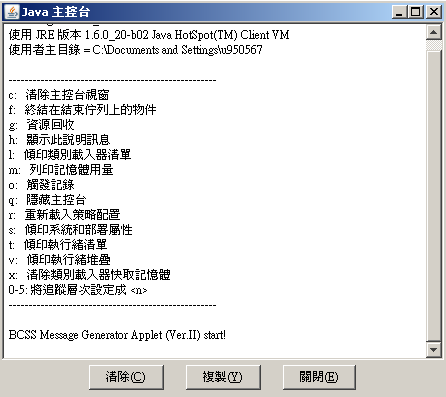 Java 主控台
使用 JRE 版本 1.6.0_20-b02 Java HotSpot(TM) Client VM
使用者主目錄 = C:\Documents and Settings\u950567
----------------------------------------------------
c: 清除主控台視窗
f: 終結在結束佇列上的物件
g: 資源回收
h: 顯示此說明訊息
l: 傾印類別載入器清單
m: 列印記憶體用量
o: 觸發記錄
q: 隱藏主控台
r: 重新載入策略配置
s: 傾印系統和部署屬性
t: 傾印執行緒清單
v: 傾印執行緒堆疊
x: 清除類別載入器快取記憶體
0-5: 將追蹤層次設定成 <n>
----------------------------------------------------
BCSS Message Generator Applet (Ver.II) start!
清除(C) 複製(Y) 關閉(E)